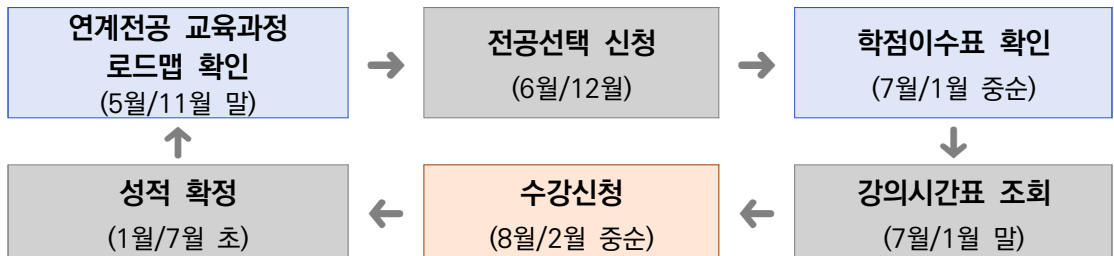 연계전공 교육과정
로드맵 확인
(5월/11월 말)
전공선택 신청
(6월/12월)
학점이수표 확인
(7월/1월 중순)
성적 확정
(1월/7월 초)
수강신청
(8월/2월 중순)
강의시간표 조회
(7월/1월 말)